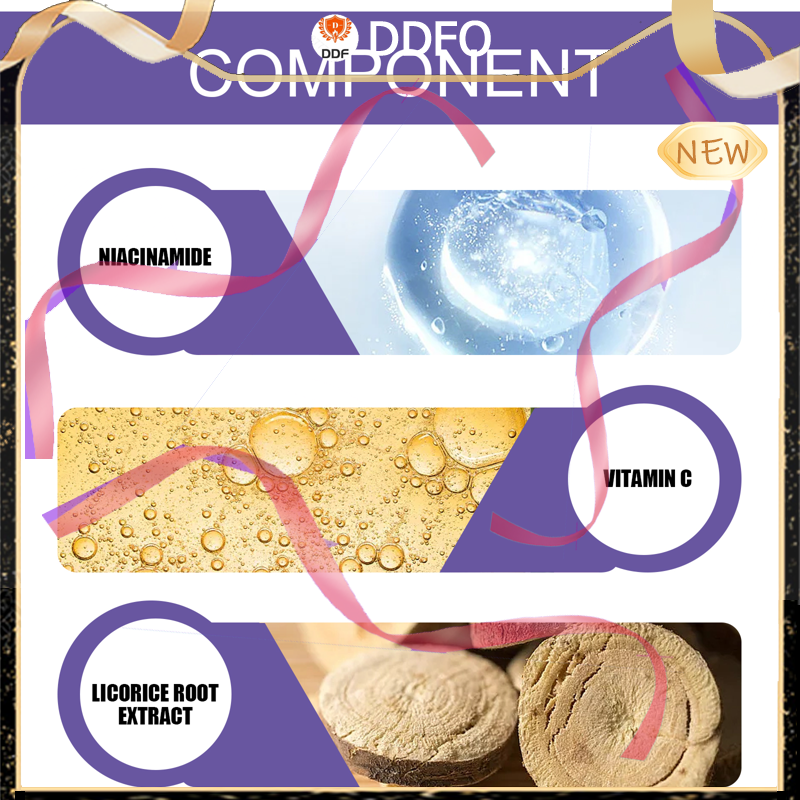 DDFO
D
DDF
COMPONENT
NEW
NIACINAMIDE
VITAMIN C
LICORICE ROOT
EXTRACT